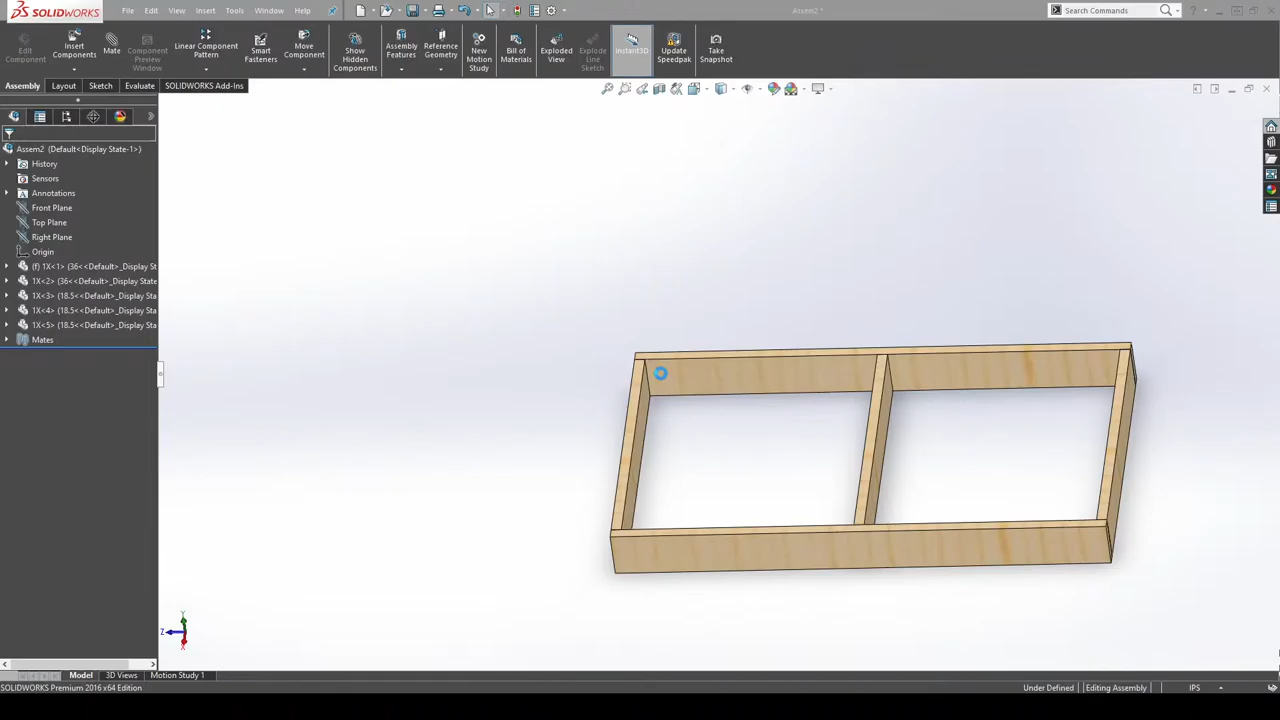 SOLIDWORKS
File Edit View Insert Tools Window Help
Assem2 *
Search Commands
Edit Component
Insert Components
Mate
Component Preview Window
Linear Component Pattern
Smart Fasteners
Move Component
Show Hidden Components
Assembly Features
Reference Geometry
New Motion Study
Bill of Materials
Exploded View
Explode Line Sketch
Instant3D
Update Speedpak
Take Snapshot
Assembly Layout Sketch Evaluate SOLIDWORKS Add-Ins
Assem2 (Default<Display State-1>)
History
Sensors
Annotations
Front Plane
Top Plane
Right Plane
Origin
(f) 1X<1> (36<<Default>_Display St
1X<2> (36<<Default>_Display State
1X<3> (18.5<<Default>_Display Sta
1X<4> (18.5<<Default>_Display Sta
1X<5> (18.5<<Default>_Display Sta
Mates
Y
Z
X
Model 3D Views Motion Study 1
SOLIDWORKS Premium 2016 x64 Edition
Under Defined Editing Assembly IPS